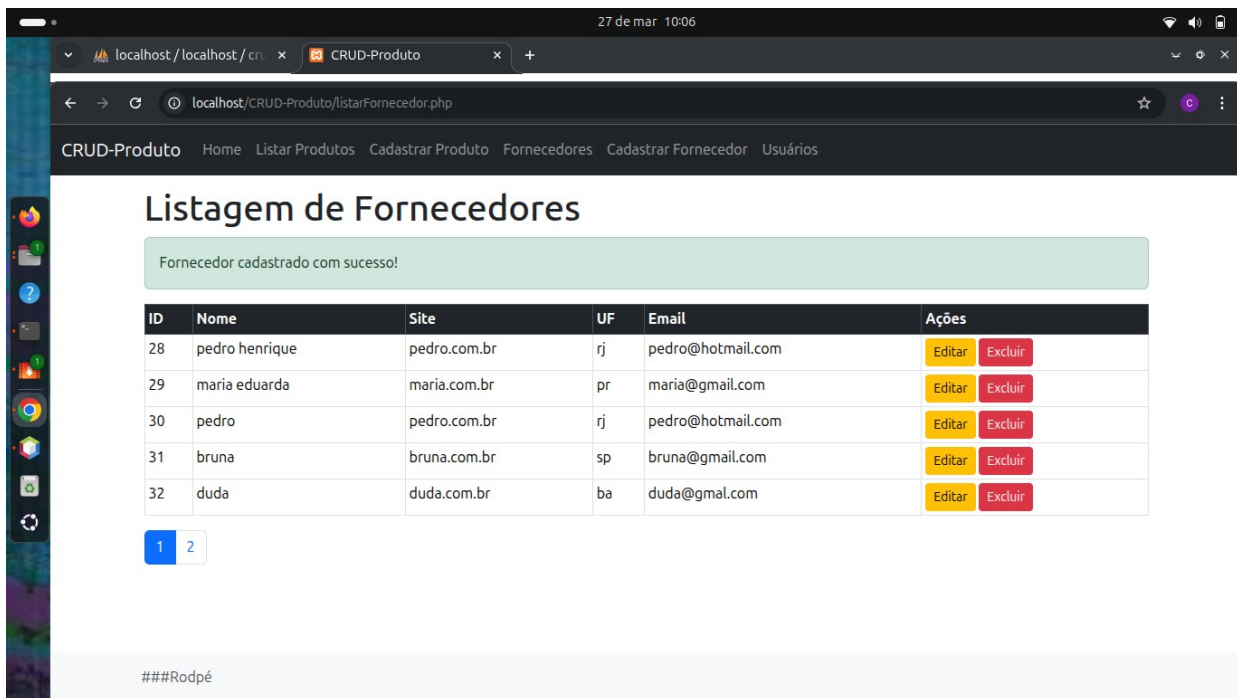 27 de mar 10:06
localhost / localhost / cru
CRUD-Produto
localhost/CRUD-Produto/listarFornecedor.php
C
CRUD-Produto Home Listar Produtos Cadastrar Produto Fornecedores Cadastrar Fornecedor Usuários
Listagem de Fornecedores
Fornecedor cadastrado com sucesso!
ID Nome Site UF Email Ações
28 pedro henrique pedro.com.br rj pedro@hotmail.com Editar Excluir
29 maria eduarda maria.com.br pr maria@gmail.com Editar Excluir
30 pedro pedro.com.br rj pedro@hotmail.com Editar Excluir
31 bruna bruna.com.br sp bruna@gmail.com Editar Excluir
32 duda duda.com.br ba duda@gmal.com Editar Excluir
1 2
###Rodpé